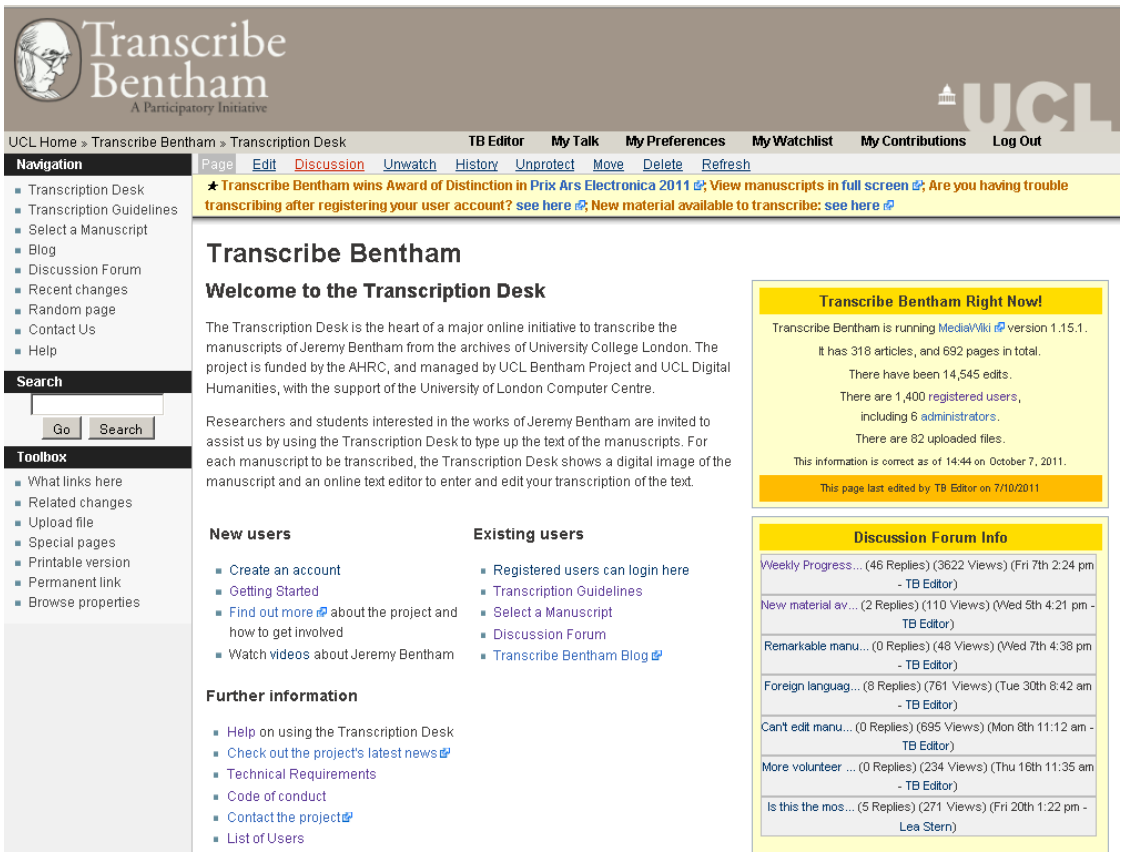 Transcribe
Bentham
A Participatory Initiative
UCL
UCL Home » Transcribe Bentham » Transcription Desk
TB Editor My Talk My Preferences My Watchlist My Contributions Log Out
Navigation
Transcription Desk
Transcription Guidelines
Select a Manuscript
Blog
Discussion Forum
Recent changes
Random page
Contact Us
Help
Search
Go Search
Toolbox
What links here
Related changes
Upload file
Special pages
Printable version
Permanent link
Browse properties
Page Edit Discussion Unwatch History Unprotect Move Delete Refresh
★ Transcribe Bentham wins Award of Distinction in Prix Ars Electronica 2011; View manuscripts in full screen; Are you having trouble
transcribing after registering your user account? see here; New material available to transcribe: see here
Transcribe Bentham
Welcome to the Transcription Desk
The Transcription Desk is the heart of a major online initiative to transcribe the
manuscripts of Jeremy Bentham from the archives of University College London. The
project is funded by the AHRC, and managed by UCL Bentham Project and UCL Digital
Humanities, with the support of the University of London Computer Centre.
Researchers and students interested in the works of Jeremy Bentham are invited to
assist us by using the Transcription Desk to type up the text of the manuscripts. For
each manuscript to be transcribed, the Transcription Desk shows a digital image of the
manuscript and an online text editor to enter and edit your transcription of the text.
New users
Create an account
Getting Started
Find out more about the project and
how to get involved
Watch videos about Jeremy Bentham
Existing users
Registered users can login here
Transcription Guidelines
Select a Manuscript
Discussion Forum
Transcribe Bentham Blog
Further information
Help on using the Transcription Desk
Check out the project's latest news
Technical Requirements
Code of conduct
Contact the project
List of Users
Transcribe Bentham Right Now!
Transcribe Bentham is running MediaWiki version 1.15.1.
It has 318 articles, and 692 pages in total.
There have been 14,545 edits.
There are 1,400 registered users,
including 6 administrators.
There are 82 uploaded files.
This information is correct as of 14:44 on October 7, 2011.
This page last edited by TB Editor on 7/10/2011
Discussion Forum Info
Weekly Progress... (46 Replies) (3622 Views) (Fri 7th 2:24 pm
- TB Editor)
New material av... (2 Replies) (110 Views) (Wed 5th 4:21 pm -
TB Editor)
Remarkable manu... (0 Replies) (48 Views) (Wed 7th 4:38 pm
- TB Editor)
Foreign languag... (8 Replies) (761 Views) (Tue 30th 8:42 am
- TB Editor)
Can't edit manu... (0 Replies) (695 Views) (Mon 8th 11:12 am -
TB Editor)
More volunteer ... (0 Replies) (234 Views) (Thu 16th 11:35 am
- TB Editor)
Is this the mos... (5 Replies) (271 Views) (Fri 20th 1:22 pm -
Lea Stern)